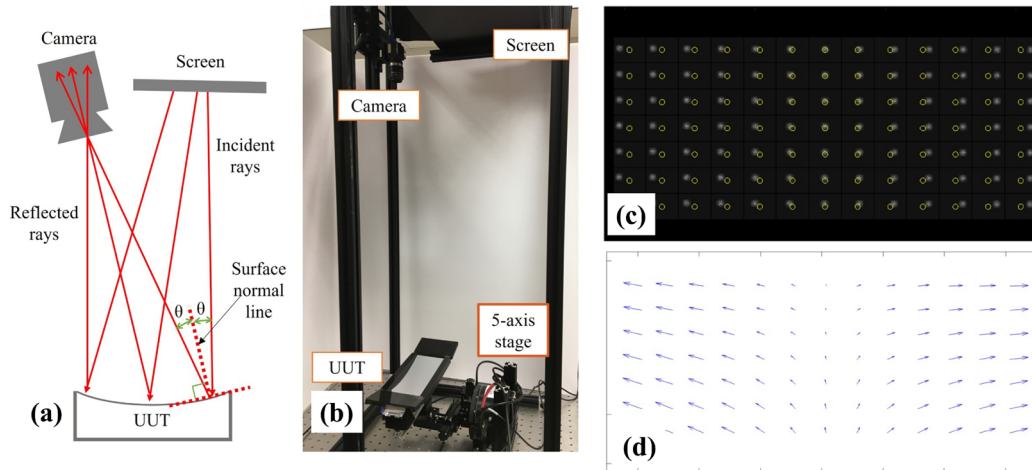 Camera
Screen
Incident
rays
Reflected
rays
Surface
normal
line
θ
θ
(a)
UUT
Screen
Camera
5-axis
stage
UUT
(b)
(c)
(d)